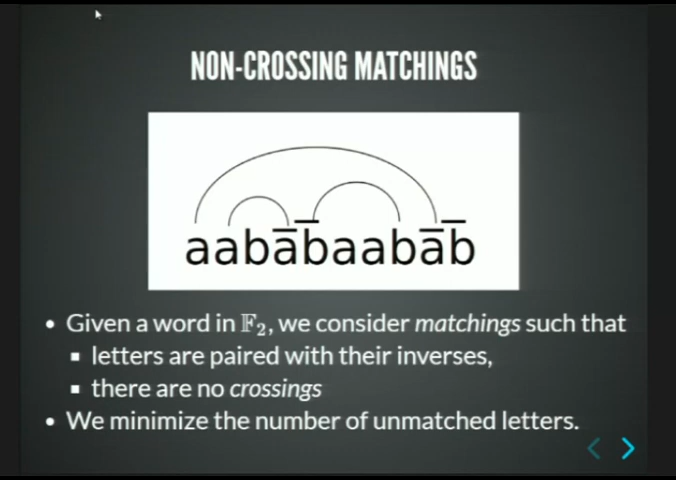 NON-CROSSING MATCHINGS
aabāb̅aabāb̅
• Given a word in 𝔽₂, we consider matchings such that
▪ letters are paired with their inverses,
▪ there are no crossings
• We minimize the number of unmatched letters.